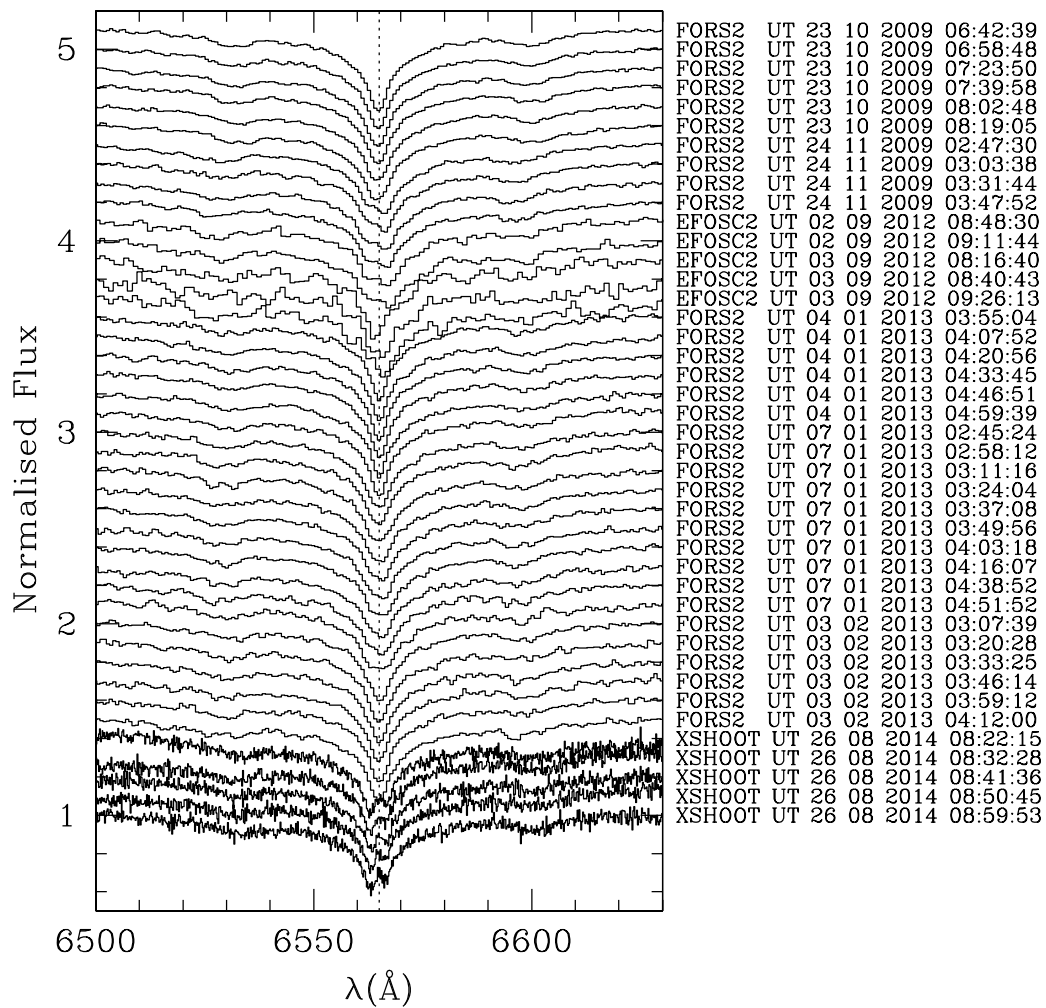 FORS2 UT 23 10 2009 06:42:39
FORS2 UT 23 10 2009 06:58:48
FORS2 UT 23 10 2009 07:23:50
FORS2 UT 23 10 2009 07:39:58
FORS2 UT 23 10 2009 08:02:48
FORS2 UT 23 10 2009 08:19:05
FORS2 UT 24 11 2009 02:47:30
FORS2 UT 24 11 2009 03:03:38
FORS2 UT 24 11 2009 03:31:44
FORS2 UT 24 11 2009 03:47:52
EFOSC2 UT 02 09 2012 08:48:30
EFOSC2 UT 02 09 2012 09:11:44
EFOSC2 UT 03 09 2012 08:16:40
EFOSC2 UT 03 09 2012 08:40:43
EFOSC2 UT 03 09 2012 09:26:13
FORS2 UT 04 01 2013 03:55:04
FORS2 UT 04 01 2013 04:07:52
FORS2 UT 04 01 2013 04:20:56
FORS2 UT 04 01 2013 04:33:45
FORS2 UT 04 01 2013 04:46:51
FORS2 UT 04 01 2013 04:59:39
FORS2 UT 07 01 2013 02:45:24
FORS2 UT 07 01 2013 02:58:12
FORS2 UT 07 01 2013 03:11:16
FORS2 UT 07 01 2013 03:24:04
FORS2 UT 07 01 2013 03:37:08
FORS2 UT 07 01 2013 03:49:56
FORS2 UT 07 01 2013 04:03:18
FORS2 UT 07 01 2013 04:16:07
FORS2 UT 07 01 2013 04:38:52
FORS2 UT 07 01 2013 04:51:52
FORS2 UT 03 02 2013 03:07:39
FORS2 UT 03 02 2013 03:20:28
FORS2 UT 03 02 2013 03:33:25
FORS2 UT 03 02 2013 03:46:14
FORS2 UT 03 02 2013 03:59:12
FORS2 UT 03 02 2013 04:12:00
XSHOOT UT 26 08 2014 08:22:15
XSHOOT UT 26 08 2014 08:32:28
XSHOOT UT 26 08 2014 08:41:36
XSHOOT UT 26 08 2014 08:50:45
XSHOOT UT 26 08 2014 08:59:53
5
4
3
2
1
Normalised Flux
6500 6550 6600
λ(Å)